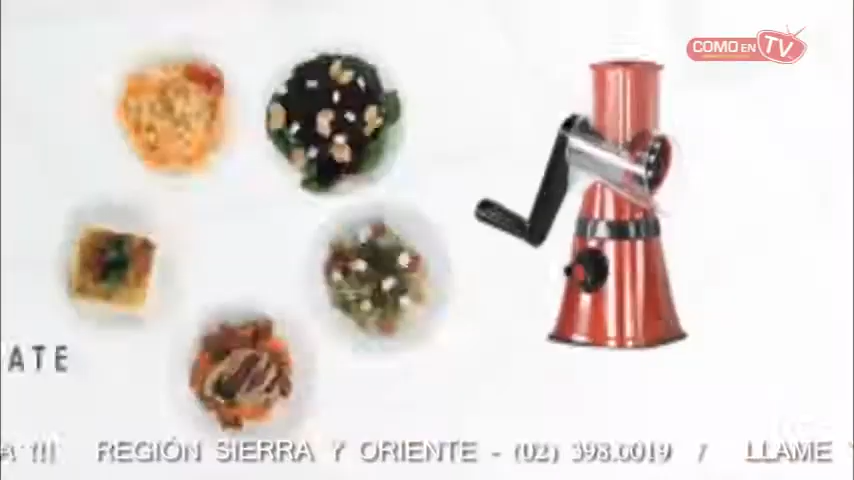 COMO EN TV
ATE
A !!! REGIÓN SIERRA Y ORIENTE - (02) 398.0019 / LLAME